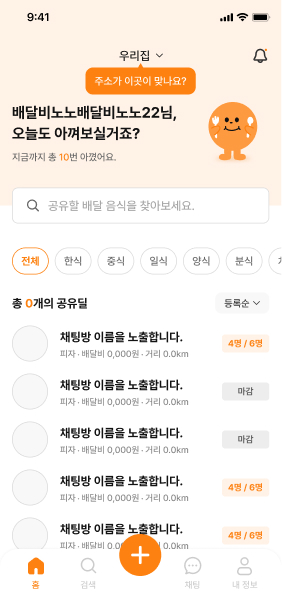 9:41
우리집
주소가 이곳이 맞나요?
배달비노노배달비노노22님,
오늘도 아껴보실거죠?
지금까지 총 10번 아꼈어요.
공유할 배달 음식을 찾아보세요.
전체 한식 중식 일식 양식 분식
총 0개의 공유딜 등록순
채팅방 이름을 노출합니다.
피자 · 배달비 0,000원 · 거리 0.0km
4명 / 6명
채팅방 이름을 노출합니다.
피자 · 배달비 0,000원 · 거리 0.0km
마감
채팅방 이름을 노출합니다.
피자 · 배달비 0,000원 · 거리 0.0km
마감
채팅방 이름을 노출합니다.
피자 · 배달비 0,000원 · 거리 0.0km
4명 / 6명
채팅방 이름을 노출합니다.
피자 · 배달비 0,000원 · 거리 0.0km
4명 / 6명
홈 검색 채팅 내 정보